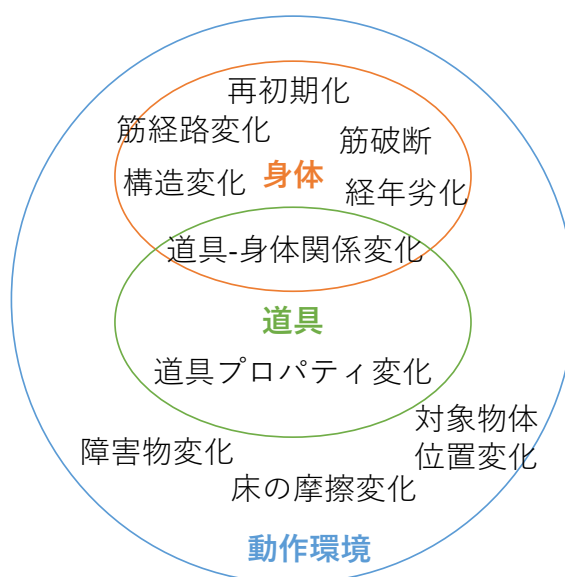 再初期化
筋経路変化
筋破断
構造変化
身体
経年劣化
道具-身体関係変化
道具
道具プロパティ変化
対象物体
位置変化
障害物変化
床の摩擦変化
動作環境